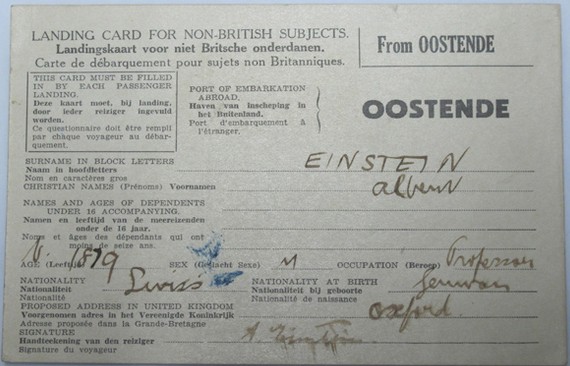 LANDING CARD FOR NON-BRITISH SUBJECTS.
Landingskaart voor niet Britsche onderdanen.
Carte de débarquement pour sujets non Britanniques.
From OOSTENDE
THIS CARD MUST BE FILLED
IN BY EACH PASSENGER
LANDING.
Deze kaart moet, bij landing,
door ieder reiziger ingevuld
worden.
Ce questionnaire doit être rempli
par chaque voyageur au débarqt.
PORT OF EMBARKATION
ABROAD.
Haven van inscheping in
het Buitenland.
Port d'embarquement à
l'étranger.
OOSTENDE
SURNAME IN BLOCK LETTERS EINSTEIN
Naam in hoofdletters
Nom en caractères gros
CHRISTIAN NAMES (Prénoms) Voornamen Albert
NAMES AND AGES OF DEPENDENTS
UNDER 16 ACCOMPANYING.
Namen en leeftijd van de meereizenden
onder de 16 jaar.
Noms et âges des dépendants qui ont
moins de seize ans.
AGE (Leeftijd) 1879 SEX (Geslacht Sexe) M OCCUPATION (Beroep) Professor
NATIONALITY Swiss NATIONALITY AT BIRTH German
Nationaliteit Nationaliteit bij geboorte
Nationalité Nationalité de naissance
PROPOSED ADDRESS IN UNITED KINGDOM Oxford
Voorgenomen adres in het Vereenigde Koninkrijk
Adresse proposée dans la Grande-Bretagne
SIGNATURE A. Einstein.
Handteekening van den reiziger
Signature du voyageur